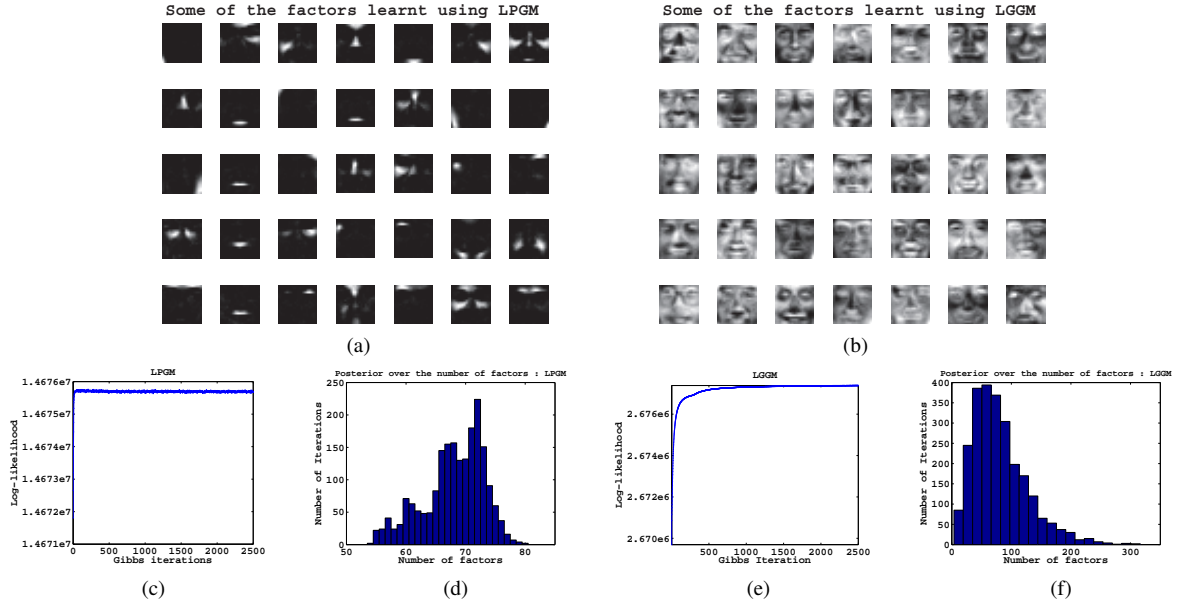 Some of the factors learnt using LPGM
Some of the factors learnt using LGGM
(a)
(b)
LPGM
1.4676e7
1.4675e7
1.4674e7
1.4673e7
1.4672e7
1.4671e7
Log-likelihood
0 500 1000 1500 2000 2500
Gibbs iterations
(c)
Posterior over the number of factors : LPGM
250
200
150
100
50
0
Number of Iterations
50 60 70 80
Number of factors
(d)
LGGM
2.676e6
2.674e6
2.672e6
2.670e6
Log-likelihood
500 1000 1500 2000 2500
Gibbs Iteration
(e)
Posterior over the number of factors : LGGM
400
350
300
250
200
150
100
50
0
Number of Iterations
0 100 200 300
Number of factors
(f)